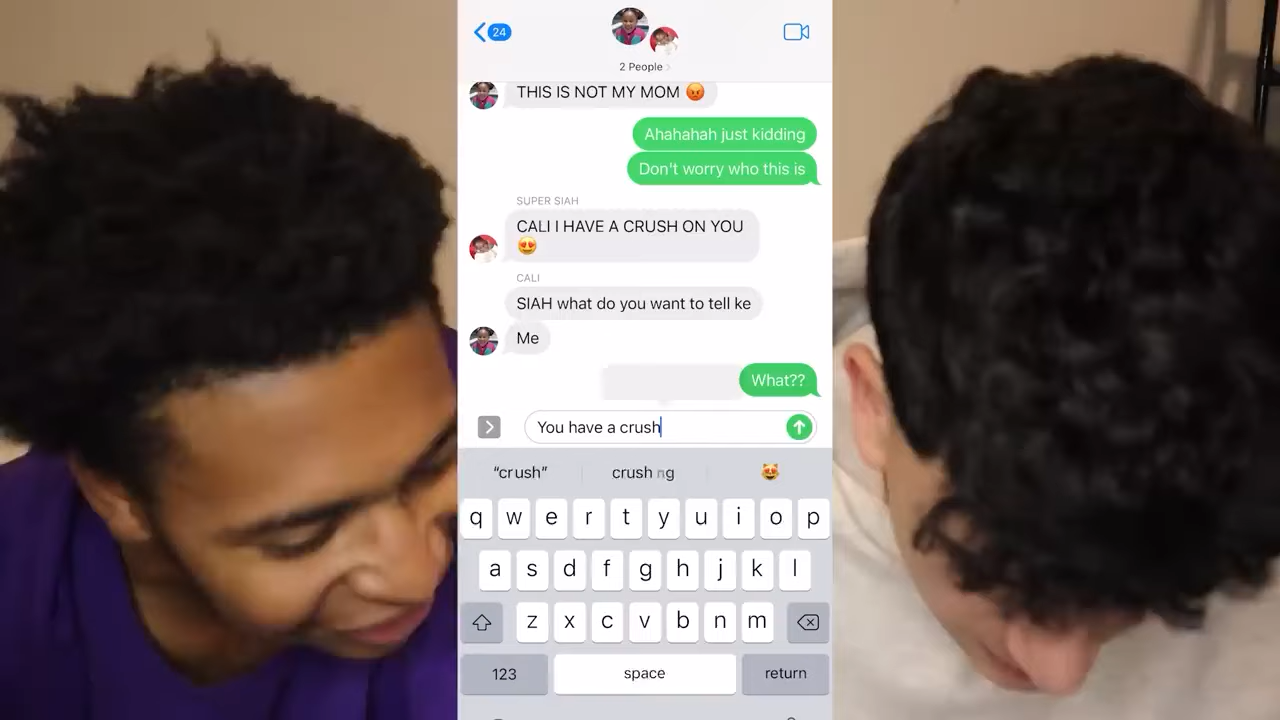 24
2 People
THIS IS NOT MY MOM 😡
Ahahahah just kidding
Don't worry who this is
SUPER SIAH
CALI I HAVE A CRUSH ON YOU
😍
CALI
SIAH what do you want to tell ke
Me
What??
You have a crush
“crush” crush 😻
q w e r t y u i o p
a s d f g h j k l
z x c v b n m
123 space return